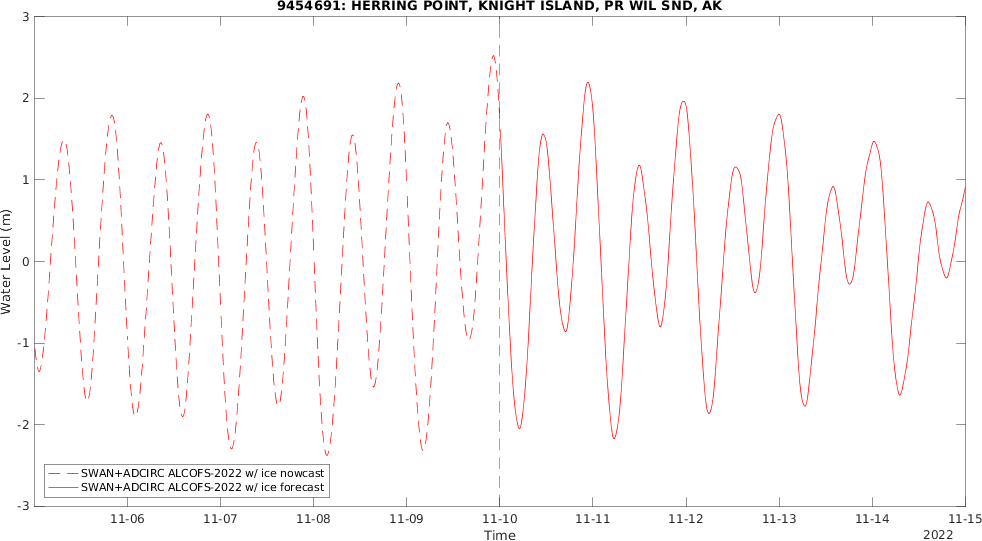 9454691: HERRING POINT, KNIGHT ISLAND, PR WIL SND, AK
3
2
1
0
-1
-2
-3
Water Level (m)
SWAN+ADCIRC ALCOFS-2022 w/ ice nowcast
SWAN+ADCIRC ALCOFS-2022 w/ ice forecast
11-06 11-07 11-08 11-09 11-10 11-11 11-12 11-13 11-14 11-15
Time
2022